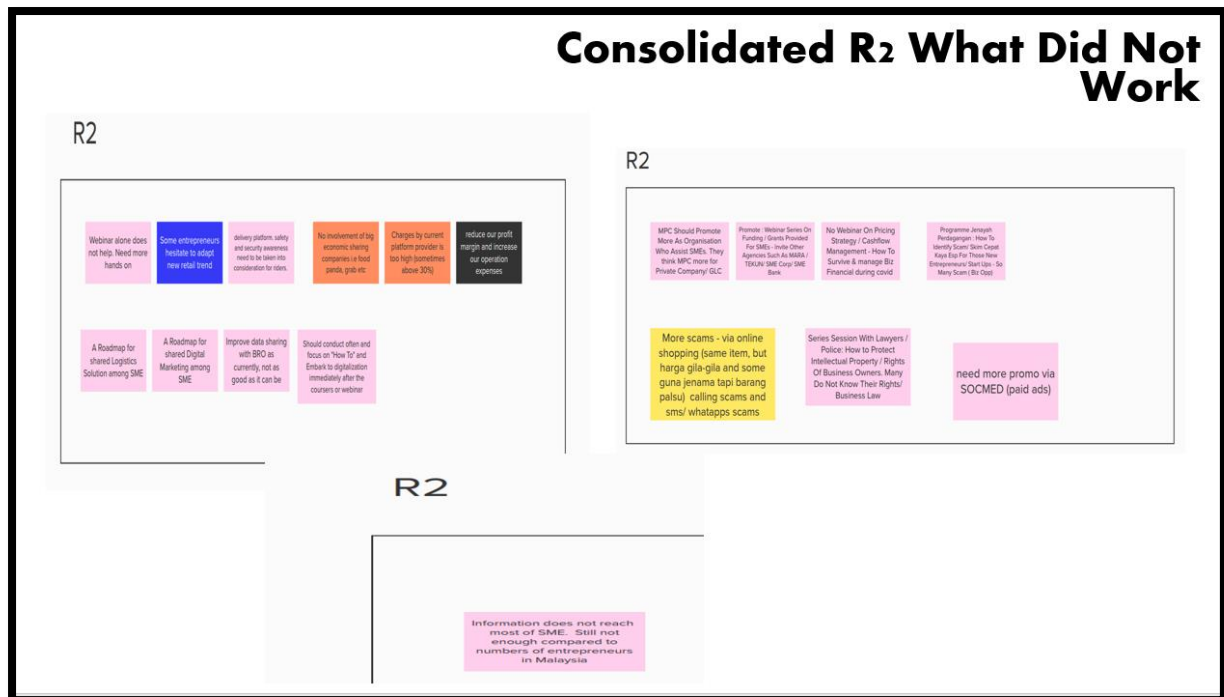 Consolidated R2 What Did Not
Work
R2
Webinar alone does
not help. Need more
hands on
Some entrepreneurs
hesitate to adapt
new retail trend
delivery platform. safety
and security awareness
need to be taken into
consideration for riders.
No involvement of big
economic sharing
companies i.e food
panda, grab etc
Charges by current
platform provider is
too high (sometimes
above 30%)
reduce our profit
margin and increase
our operation
expenses
A Roadmap for
shared Logistics
Solution among SME
A Roadmap for
shared Digital
Marketing among
SME
Improve data sharing
with BRO as
currently, not as
good as it can be
Should conduct often and
focus on "How To" and
Embark to digitalization
immediately after the
coursers or webinar
R2
MPC Should Promote
More As Organisation
Who Assist SMEs. They
think MPC more for
Private Company/ GLC
Promote : Webinar Series On
Funding / Grants Provided
For SMEs - Invite Other
Agencies Such As MARA /
TEKUN/ SME Corp/ SME
Bank
No Webinar On Pricing
Strategy / Cashflow
Management - How To
Survive & manage Biz
Financial during covid
Programme Jenayah
Perdagangan : How To
Identify Scam/ Skim Cepat
Kaya Esp For Those New
Entrepreneurs/ Start Ups - So
Many Scam ( Biz Opp)
More scams - via online
shopping (same item, but
harga gila-gila and some
guna jenama tapi barang
palsu) calling scams and
sms/ whatapps scams
Series Session With Lawyers /
Police: How to Protect
Intellectual Property / Rights
Of Business Owners. Many
Do Not Know Their Rights/
Business Law
need more promo via
SOCMED (paid ads)
R2
Information does not reach
most of SME. Still not
enough compared to
numbers of entrepreneurs
in Malaysia